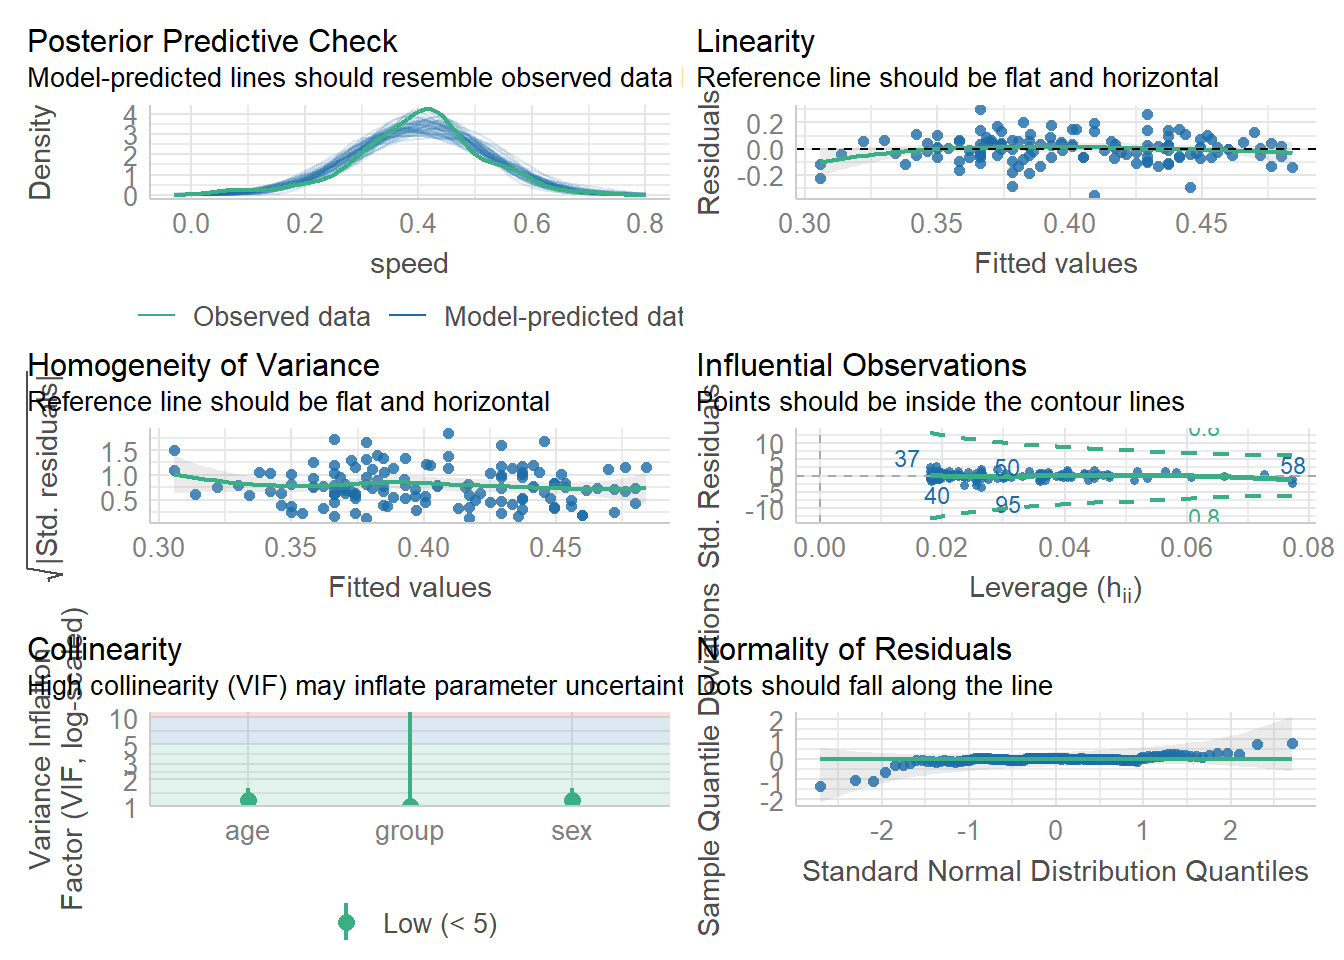 Posterior Predictive Check
Model-predicted lines should resemble observed data
Density
4
3
2
1
0
0.0 0.2 0.4 0.6 0.8
speed
Observed data Model-predicted dat
Linearity
Reference line should be flat and horizontal
Residuals
0.2
0.0
-0.2
0.30 0.35 0.40 0.45
Fitted values
Homogeneity of Variance
Reference line should be flat and horizontal
√|Std. residuals|
1.5
1.0
0.5
0.30 0.35 0.40 0.45
Fitted values
Influential Observations
Points should be inside the contour lines
Std. Residuals
10
5
0
-5
-10
0.8
37 50 58
40 95
0.8
0.00 0.02 0.04 0.06 0.08
Leverage (hii)
Collinearity
High collinearity (VIF) may inflate parameter uncertaint
Variance Inflation
Factor (VIF, log-scaled)
10
5
3
2
1
age group sex
Low (< 5)
Normality of Residuals
Dots should fall along the line
Sample Quantile Deviations
2
1
0
-1
-2
-2 -1 0 1 2
Standard Normal Distribution Quantiles